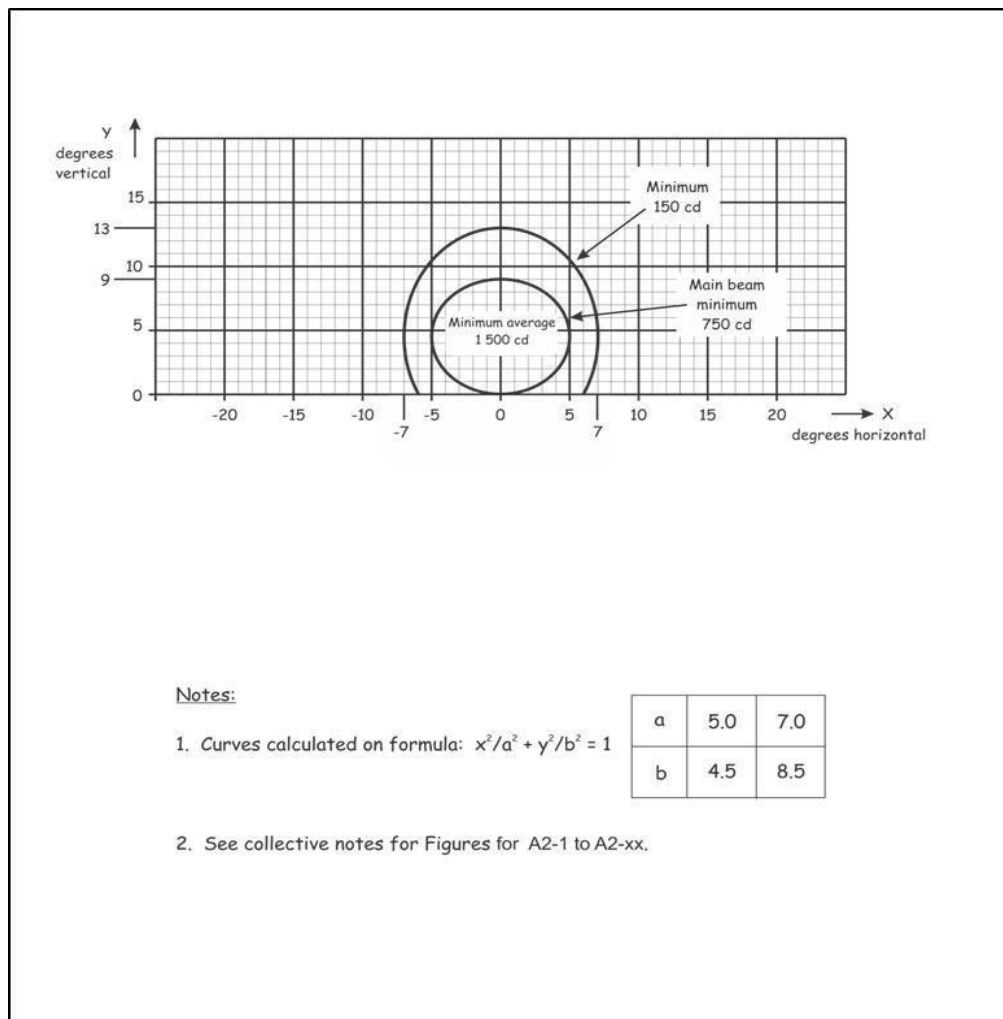 Y
degrees
vertical
15
13
10
9
5
0
Minimum
150 cd
Main beam
minimum
750 cd
Minimum average
1 500 cd
-20 -15 -10 -5 0 5 10 15 20 X
-7 7 degrees horizontal
Notes:
1. Curves calculated on formula: x²/a² + y²/b² = 1
a 5.0 7.0
b 4.5 8.5
2. See collective notes for Figures for A2-1 to A2-xx.